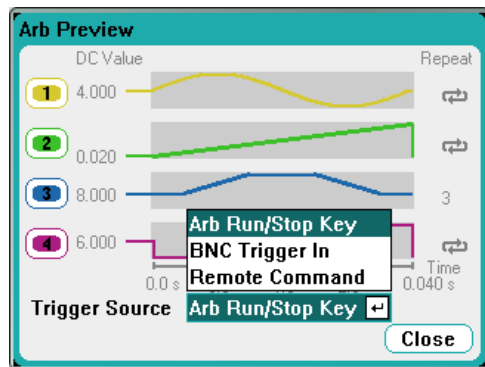 Arb Preview
DC Value Repeat
1 4.000
2 0.020
3 8.000 3
4 6.000
Arb Run/Stop Key
BNC Trigger In
Remote Command
Time
0.0 s 0.040 s
Trigger Source Arb Run/Stop Key
Close